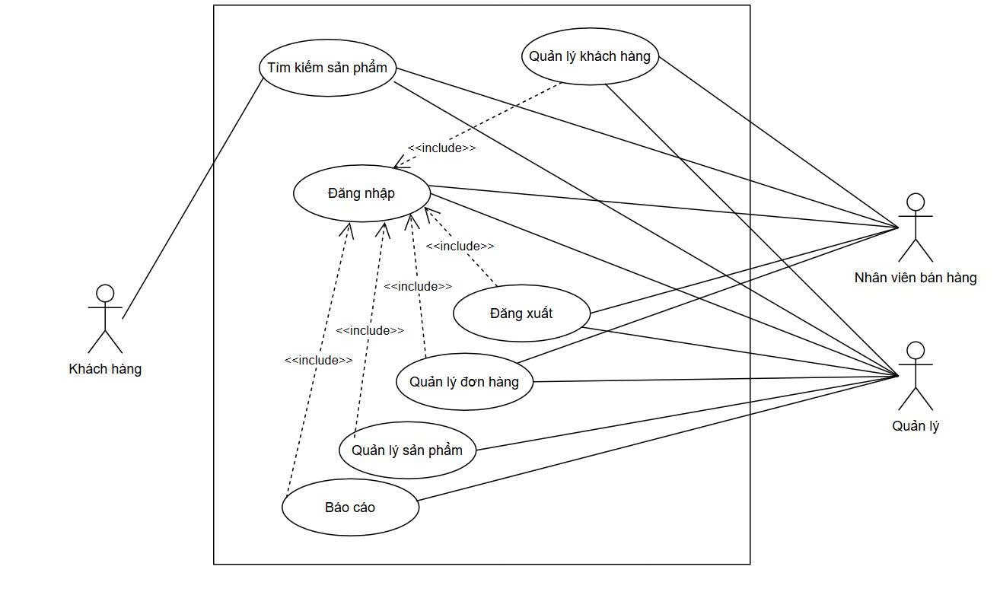 Tìm kiếm sản phẩm
Quản lý khách hàng
<<include>>
Đăng nhập
<<include>>
Nhân viên bán hàng
<<include>>
Đăng xuất
<<include>>
<<include>>
Khách hàng
Quản lý đơn hàng
Quản lý
Quản lý sản phẩm
Báo cáo